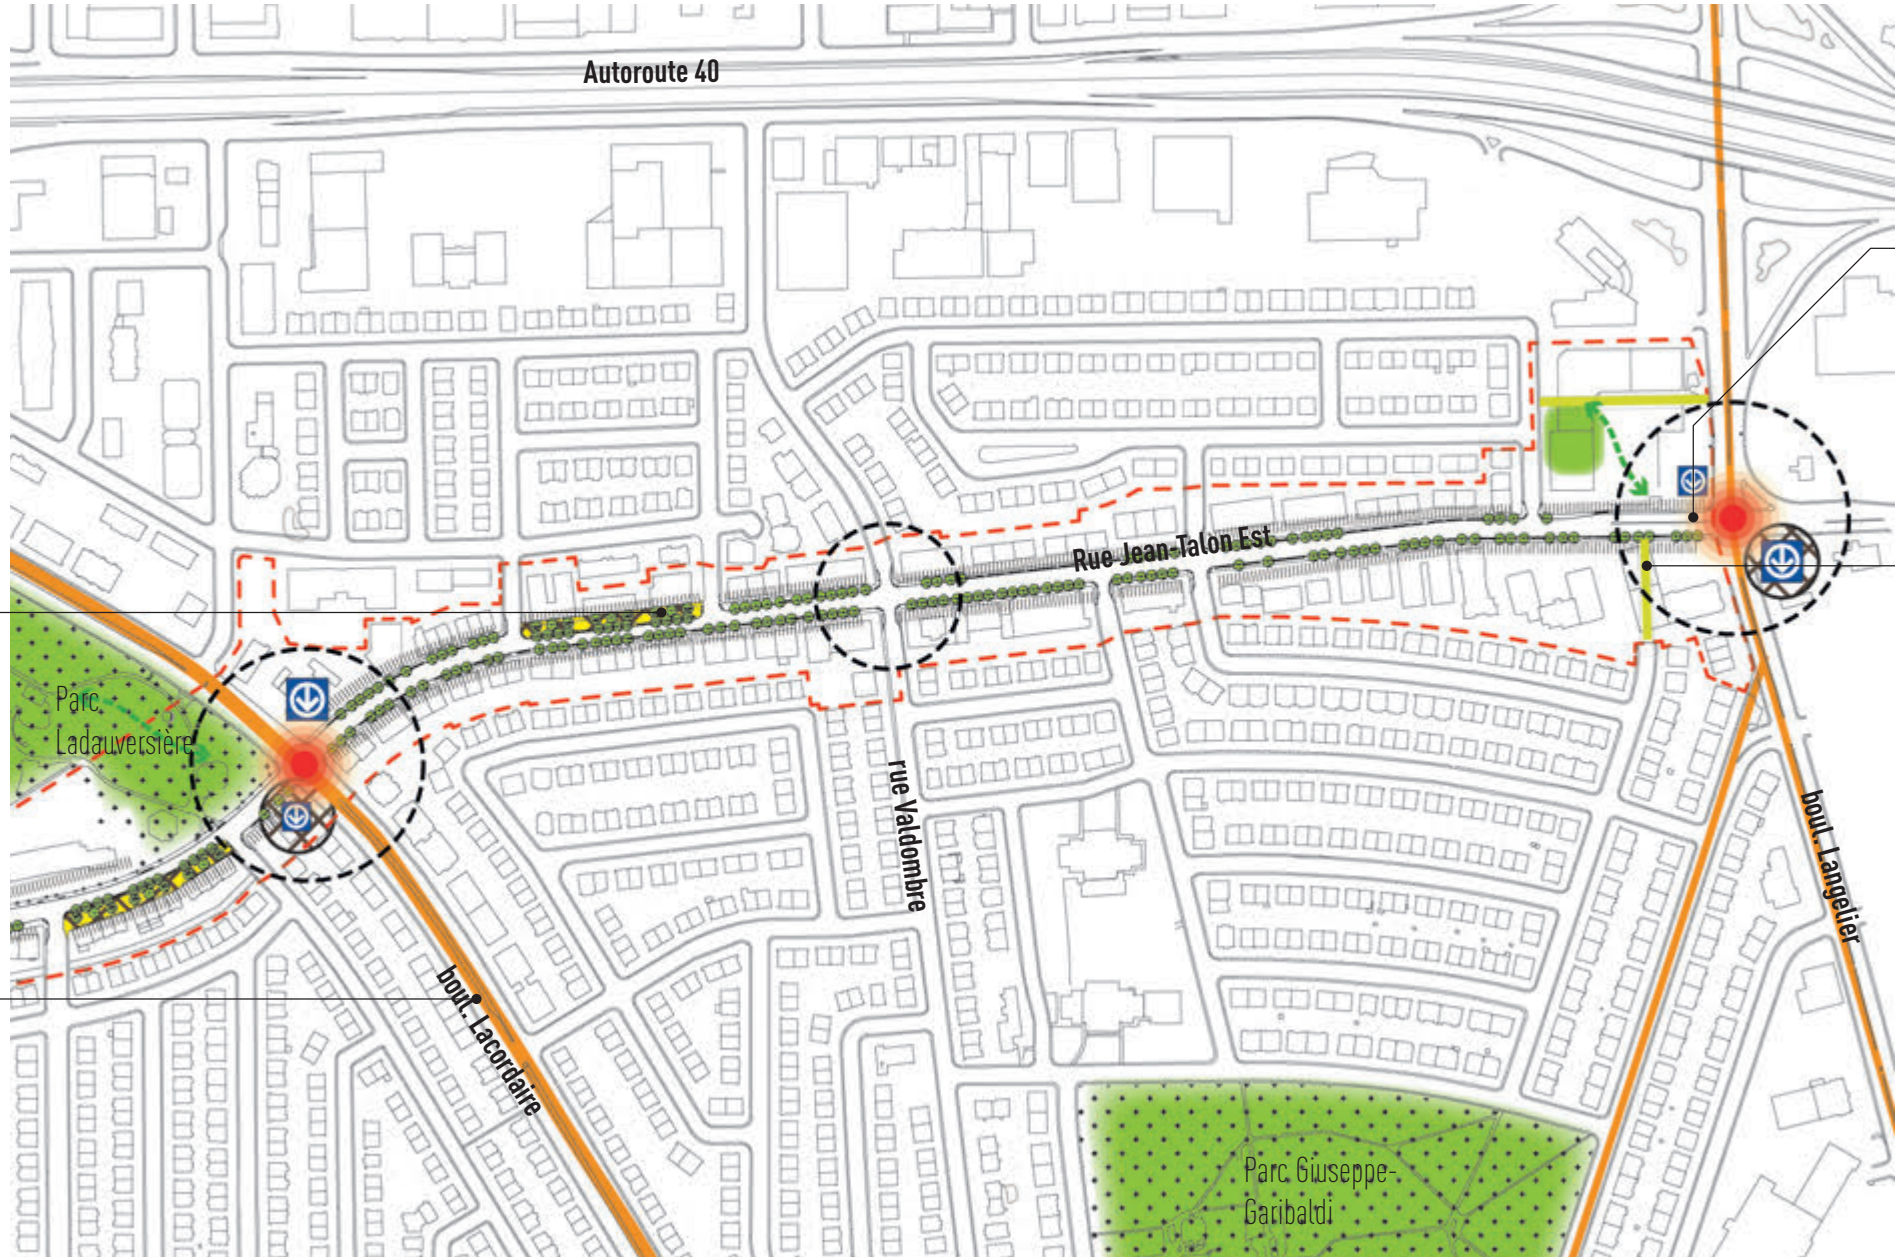 Autoroute 40
Rue Jean-Talon Est
Parc
Ladauversière
rue Valdombre
boul. Langelier
boul. Lacordaire
Parc Giuseppe-
Garibaldi